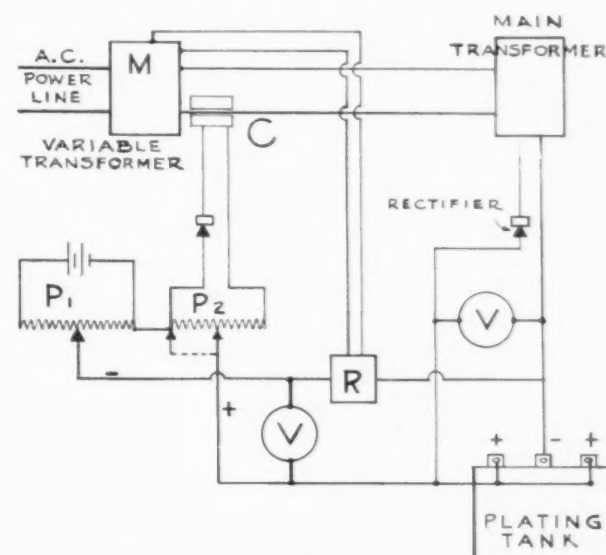 MAIN
TRANSFORMER
A.C.
POWER
LINE
M
VARIABLE
TRANSFORMER
C
RECTIFIER
P1
P2
V
-
R
+
V
+ - +
PLATING
TANK